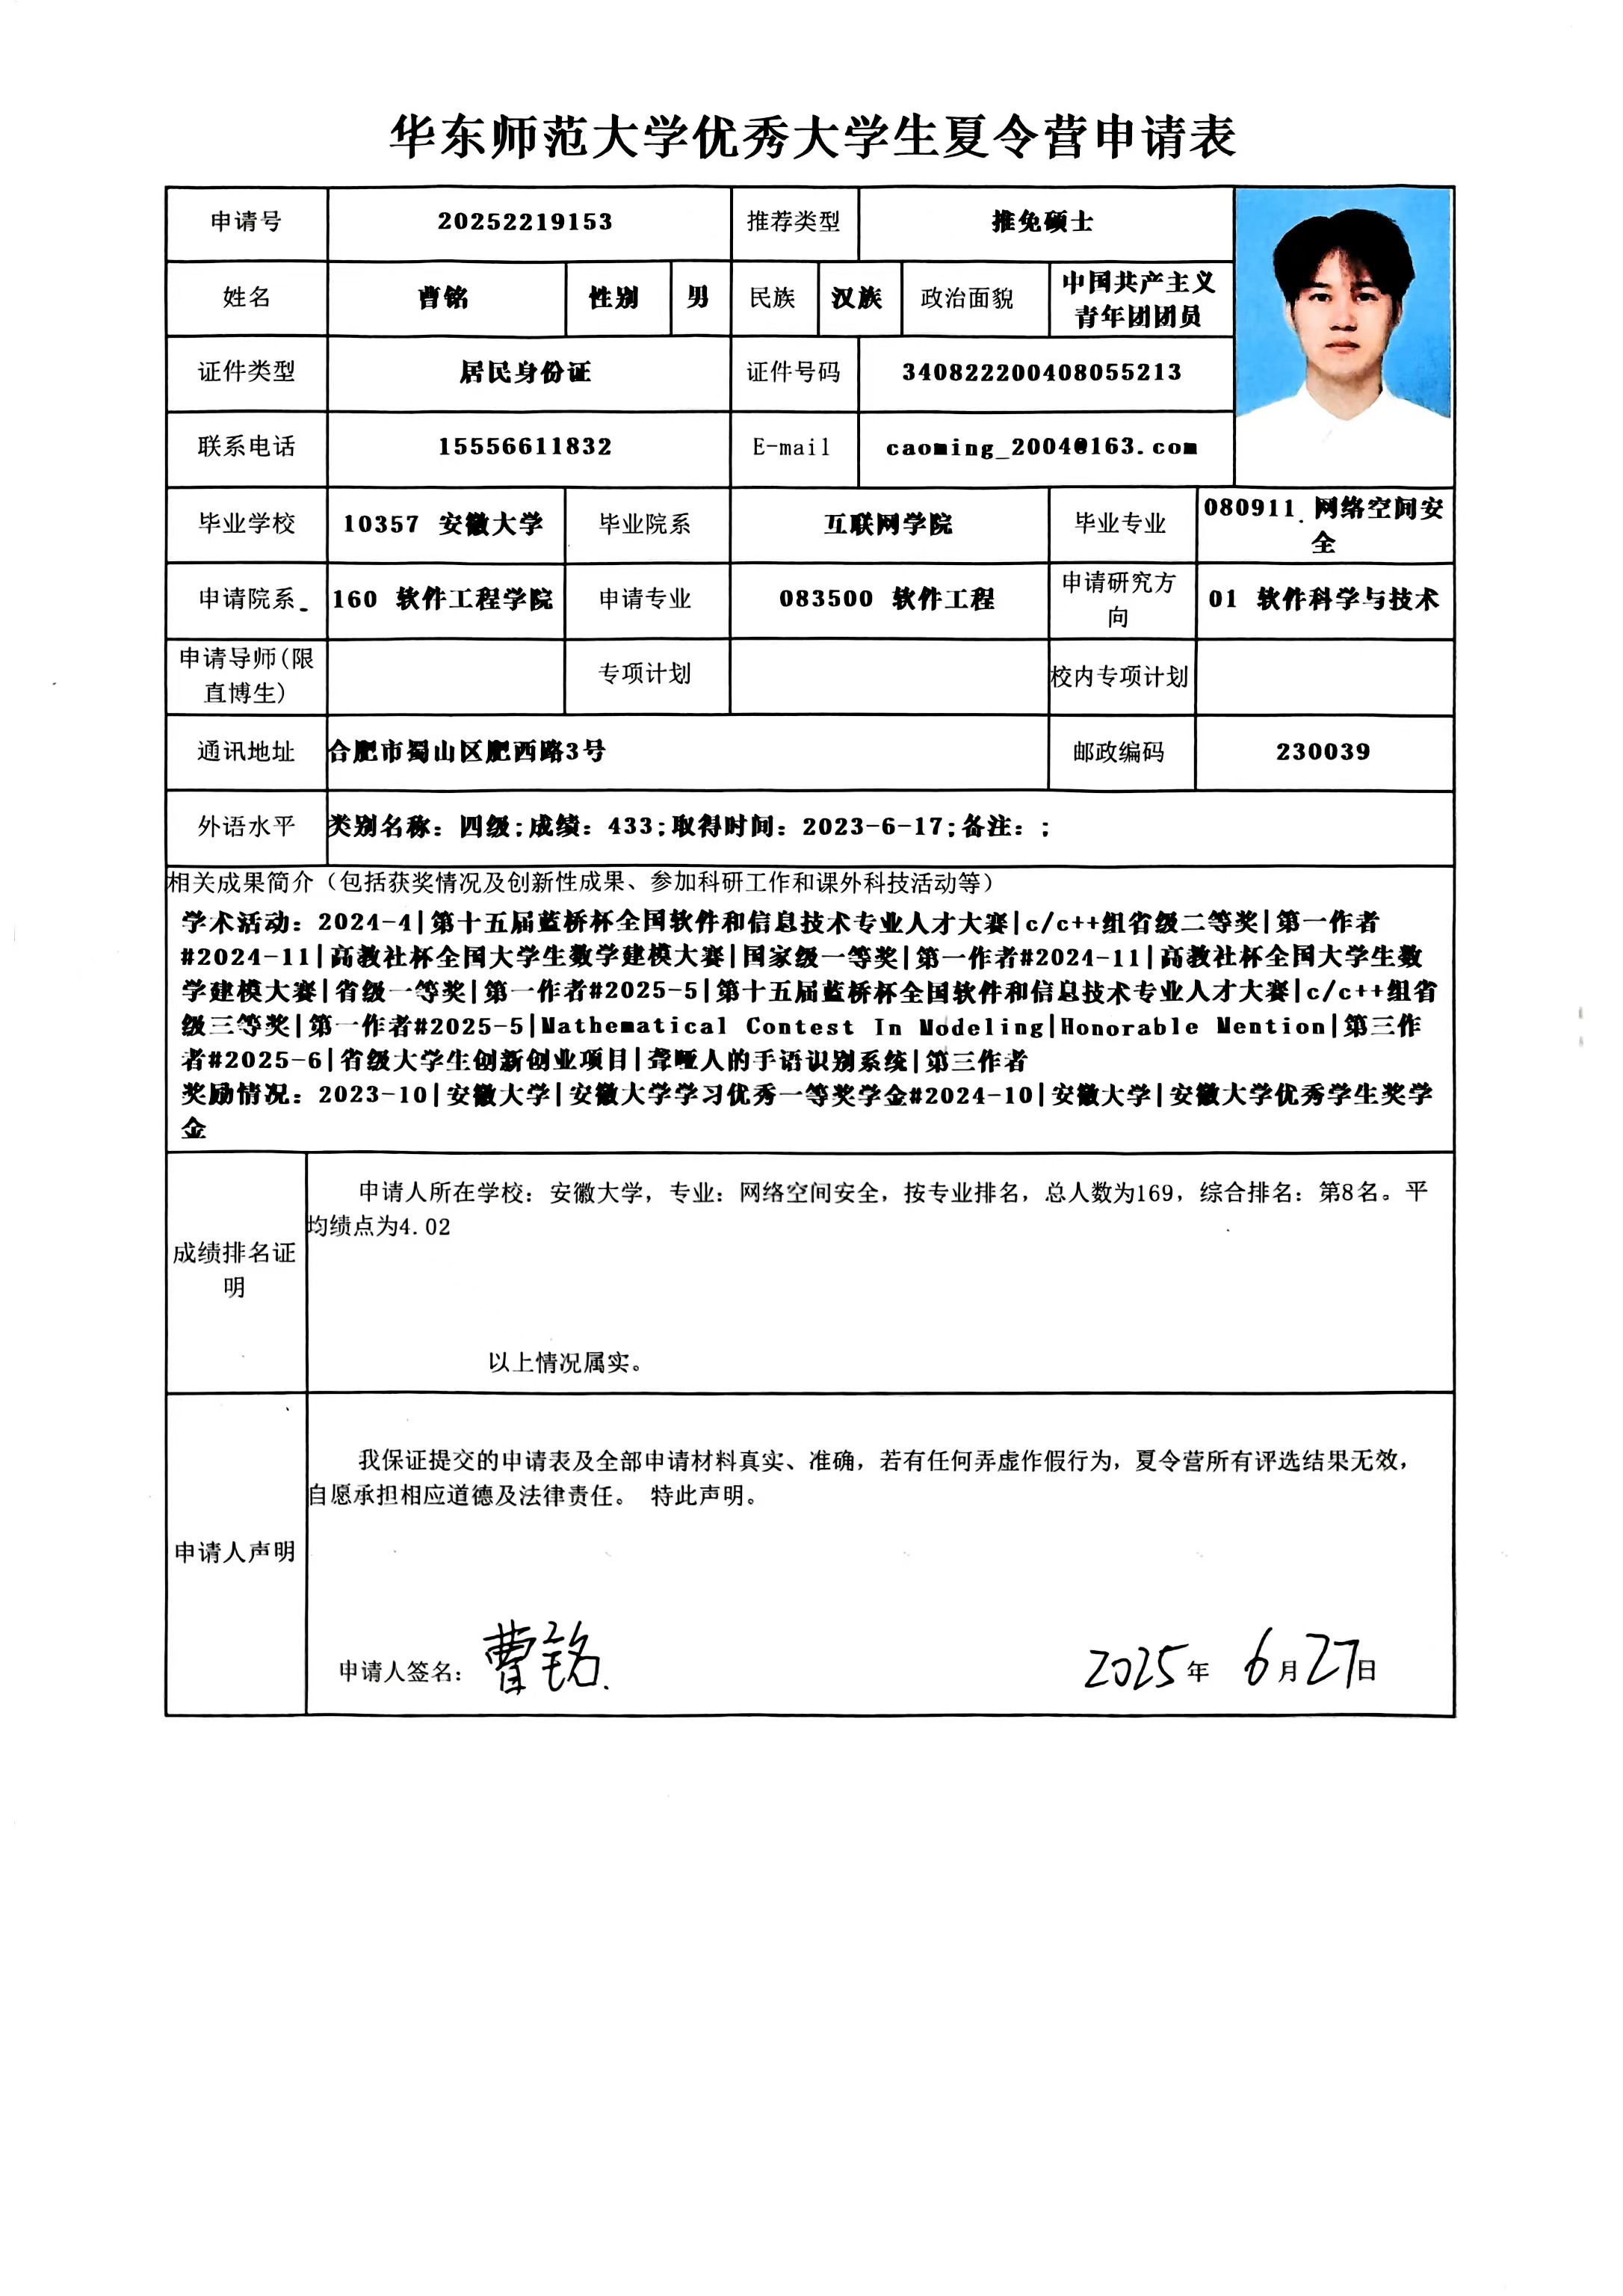 华东师范大学优秀大学生夏令营申请表
申请号 20252219153 推荐类型 推免硕士
姓名 曹铭 性别 男 民族 汉族 政治面貌 中国共产主义
青年团团员
证件类型 居民身份证 证件号码 340822200408055213
联系电话 15556611832 E-mail caoming_2004@163.com
毕业学校 10357 安徽大学 毕业院系 互联网学院 毕业专业 080911 网络空间安
全
申请院系 160 软件工程学院 申请专业 083500 软件工程 申请研究方
向 01 软件科学与技术
申请导师(限
直博生) 专项计划 校内专项计划
通讯地址 合肥市蜀山区肥西路3号 邮政编码 230039
外语水平 类别名称：四级;成绩：433;取得时间：2023-6-17;备注：;
相关成果简介（包括获奖情况及创新性成果、参加科研工作和课外科技活动等）
学术活动：2024-4|第十五届蓝桥杯全国软件和信息技术专业人才大赛|c/c++组省级二等奖|第一作者
#2024-11|高教社杯全国大学生数学建模大赛|国家级一等奖|第一作者#2024-11|高教社杯全国大学生数
学建模大赛|省级一等奖|第一作者#2025-5|第十五届蓝桥杯全国软件和信息技术专业人才大赛|c/c++组省
级三等奖|第一作者#2025-5|Mathematical Contest In Modeling|Honorable Mention|第三作
者#2025-6|省级大学生创新创业项目|聋哑人的手语识别系统|第三作者
奖励情况：2023-10|安徽大学|安徽大学学习优秀一等奖学金#2024-10|安徽大学|安徽大学优秀学生奖学
金
成绩排名证
明
申请人所在学校：安徽大学，专业：网络空间安全，按专业排名，总人数为169，综合排名：第8名。平
均绩点为4.02
以上情况属实。
申请人声明
我保证提交的申请表及全部申请材料真实、准确，若有任何弄虚作假行为，夏令营所有评选结果无效，
自愿承担相应道德及法律责任。 特此声明。
申请人签名：曹铭 2025年 6月27日